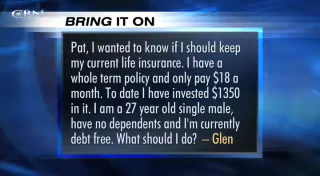 CBN
BRING IT ON
Pat, I wanted to know if I should keep
my current life insurance. I have a
whole term policy and only pay $18 a
month. To date I have invested $1350
in it. I am a 27 year old single male,
have no dependents and I'm currently
debt free. What should I do? – Glen